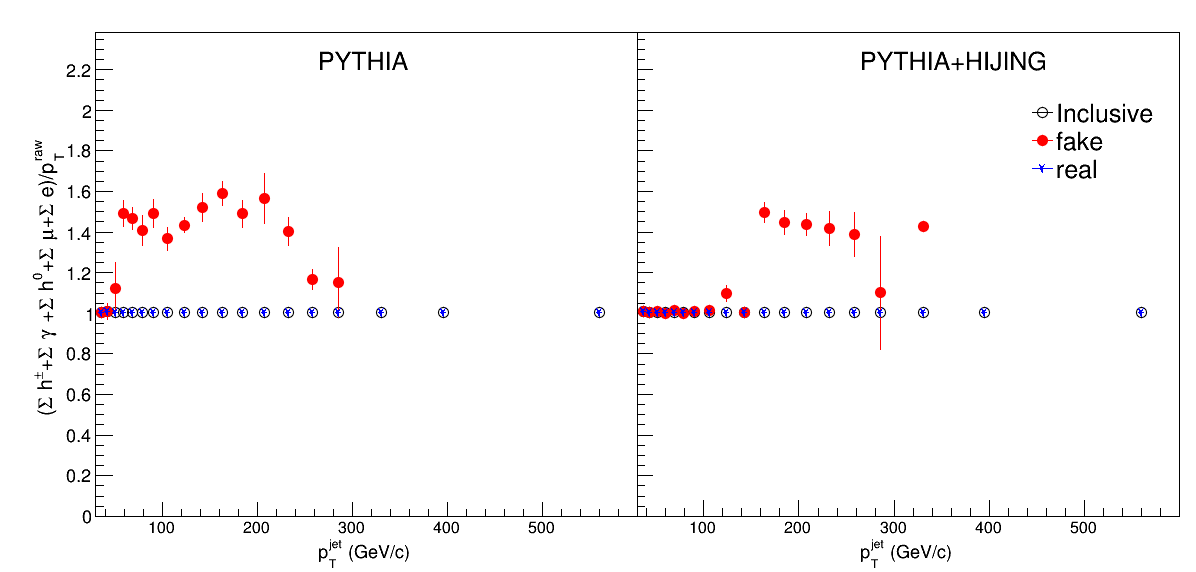 PYTHIA
PYTHIA+HIJING
Inclusive
fake
real
(Σ h± +Σ γ +Σ h⁰+Σ μ+Σ e)/p_T^raw
2.2
2
1.8
1.6
1.4
1.2
1
0.8
0.6
0.4
0.2
0
100 200 300 400 500
100 200 300 400 500
p_T^jet (GeV/c)
p_T^jet (GeV/c)